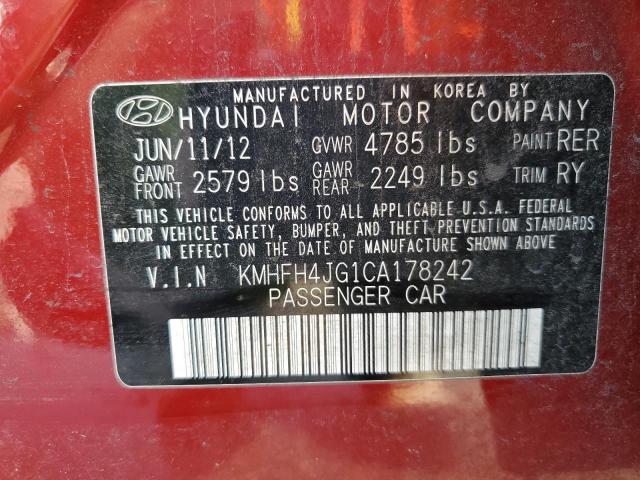 MANUFACTURED IN KOREA BY
HYUNDAI MOTOR COMPANY
JUN/11/12 GVWR 4785 lbs PAINT RER
GAWR FRONT 2579 lbs GAWR REAR 2249 lbs TRIM RY
THIS VEHICLE CONFORMS TO ALL APPLICABLE U.S.A. FEDERAL
MOTOR VEHICLE SAFETY, BUMPER, AND THEFT PREVENTION STANDARDS
IN EFFECT ON THE DATE OF MANUFACTURE SHOWN ABOVE.
V.I.N KMHFH4JG1CA178242
PASSENGER CAR